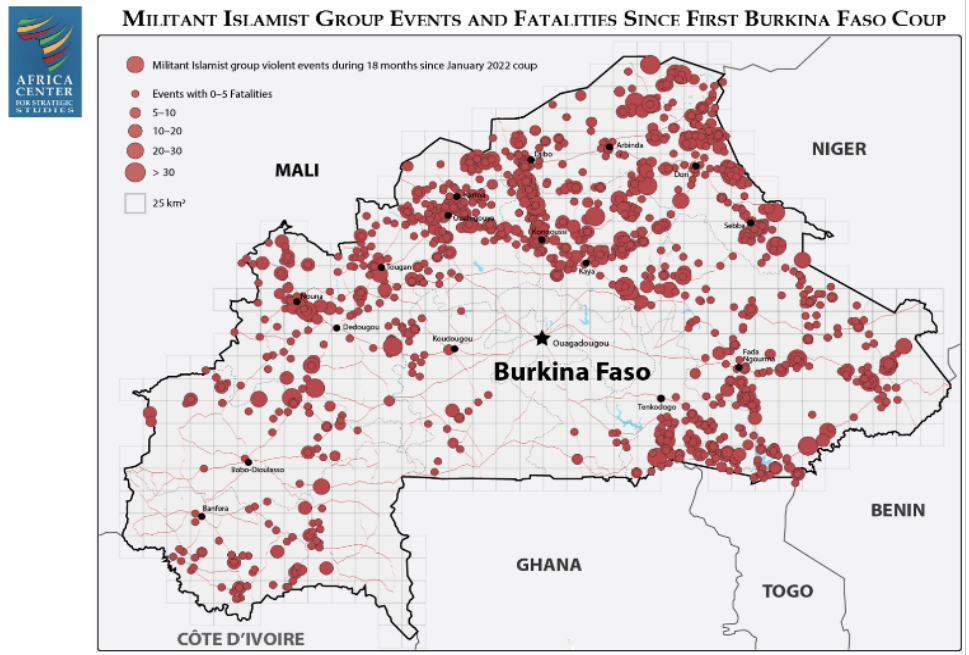 MILITANT ISLAMIST GROUP EVENTS AND FATALITIES SINCE FIRST BURKINA FASO COUP
AFRICA
CENTER
FOR STRATEGIC
STUDIES
Militant Islamist group violent events during 18 months since January 2022 coup
Events with 0–5 Fatalities
5–10
10–20
20–30
> 30
25 km²
MALI
NIGER
Djibo
Arbinda
Dori
Ouahigouya
Sebba
Kongoussi
Kaya
Tougan
Nouna
Dedougou
Koudougou
Ouagadougou
Burkina Faso
Fada
Ngourma
Tenkodogo
Bobo-Dioulasso
Banfora
BENIN
GHANA
TOGO
CÔTE D'IVOIRE